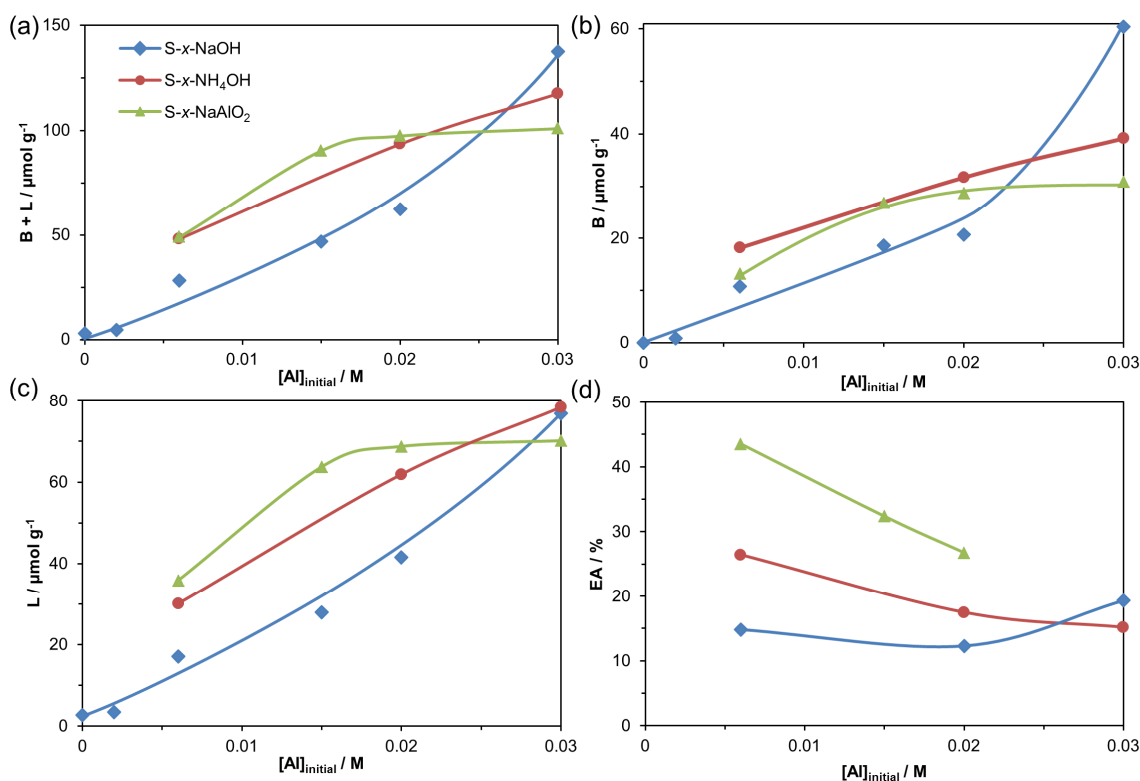 (a)
150
100
50
0
B + L / µmol g⁻¹
S-x-NaOH
S-x-NH₄OH
S-x-NaAlO₂
0 0.01 0.02 0.03
[Al]initial / M
(b)
60
40
20
0
B / µmol g⁻¹
0 0.01 0.02 0.03
[Al]initial / M
(c)
80
60
40
20
0
L / µmol g⁻¹
0 0.01 0.02 0.03
[Al]initial / M
(d)
50
40
30
20
10
0
EA / %
0 0.01 0.02 0.03
[Al]initial / M